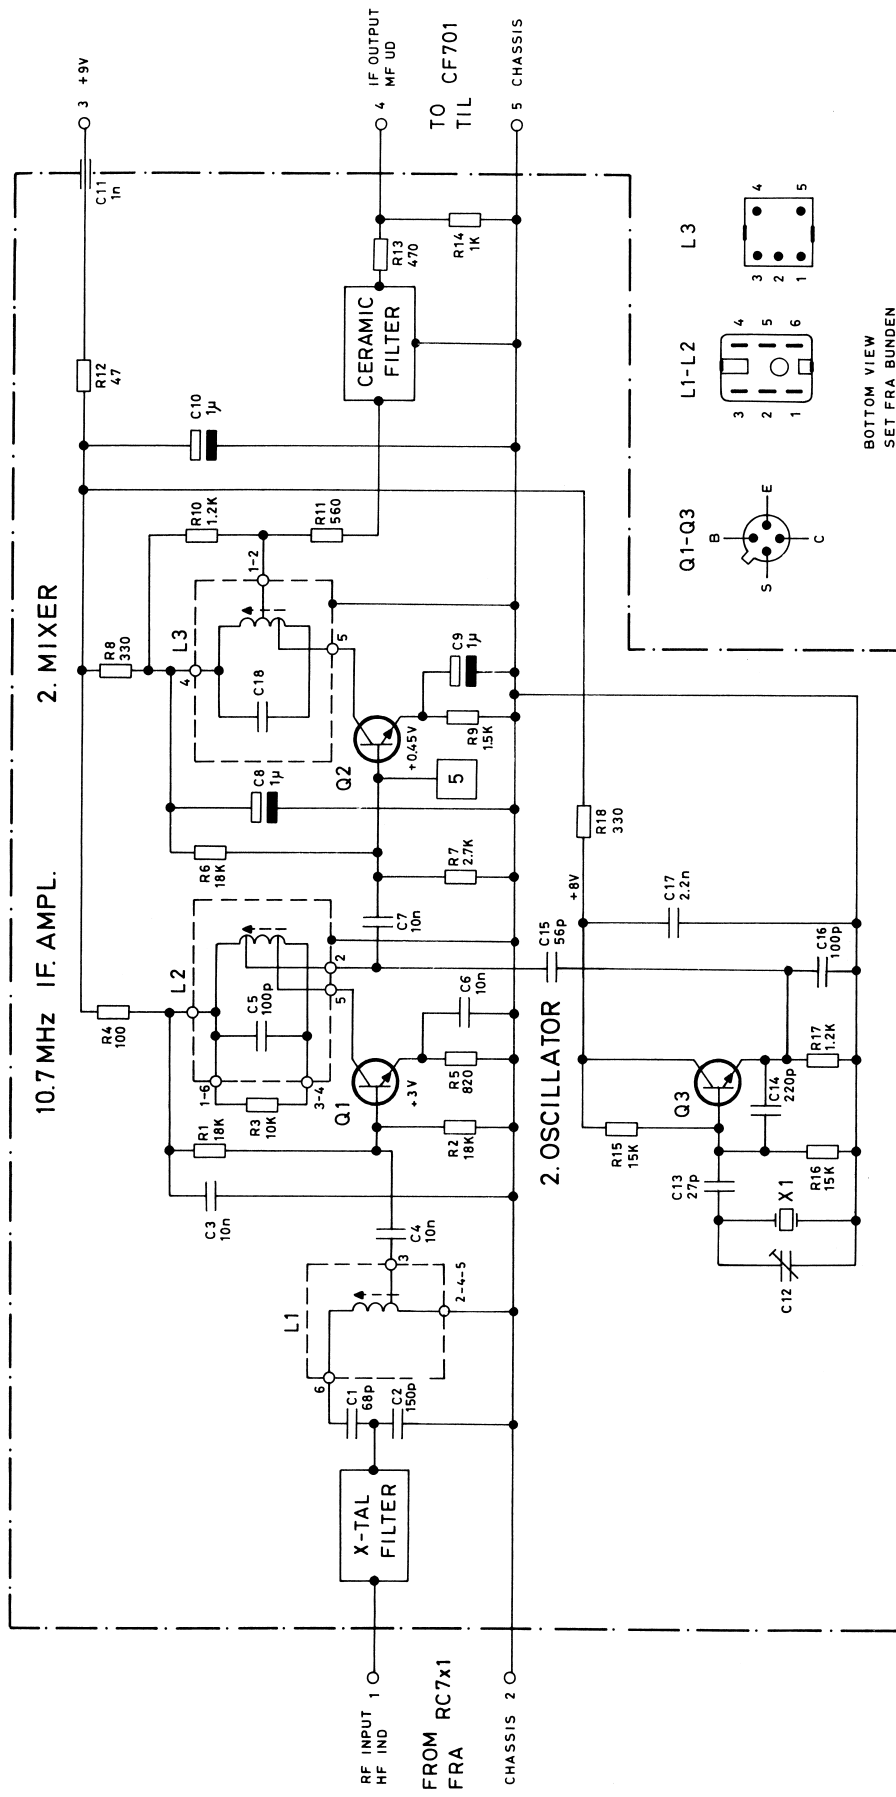 10.7 MHz IF. AMPL.
2. MIXER
3 +9V
C11
1n
R12
47
C10
1µ
R8
330
R10
1.2K
R11
560
1-2
L3
4
C18
5
C8
1µ
R6
18K
Q2
+0.45V
5
R9
1.5K
C9
1µ
R7
2.7K
C7
10n
R4
100
L2
C5
100p
2
5
1-6
3-4
R3
10K
R1
18K
C3
10n
Q1
+3V
R5
820
C6
10n
R2
18K
C4
10n
L1
3
6
2-4-5
C1
68p
C2
150p
X-TAL
FILTER
RF INPUT
HF IND
1
FROM RC7x1
FRA
CHASSIS 2
CERAMIC
FILTER
R13
470
R14
1K
4 IF OUTPUT
MF UD
TO CF701
TIL
5 CHASSIS
2. OSCILLATOR
C15
56p
+8V
R18
330
C17
2.2n
C16
100p
R17
1.2K
C14
220p
Q3
R15
15K
R16
15K
C13
27p
X1
C12
Q1-Q3
B
E
S
C
L1-L2
3
2
1
4
5
6
L3
3
2
1
4
5
BOTTOM VIEW
SET FRA BUNDEN